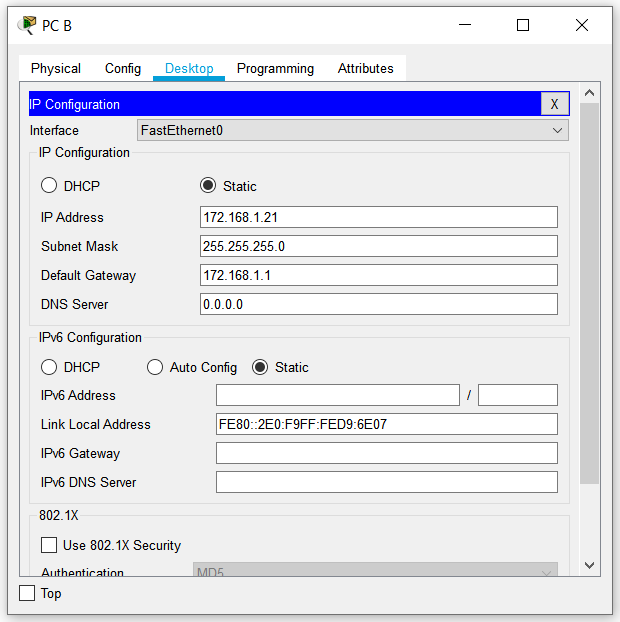 PC B
Physical Config Desktop Programming Attributes
IP Configuration X
Interface FastEthernet0
IP Configuration
DHCP Static
IP Address 172.168.1.21
Subnet Mask 255.255.255.0
Default Gateway 172.168.1.1
DNS Server 0.0.0.0
IPv6 Configuration
DHCP Auto Config Static
IPv6 Address /
Link Local Address FE80::2E0:F9FF:FED9:6E07
IPv6 Gateway
IPv6 DNS Server
802.1X
Use 802.1X Security
Authentication MD5
Top